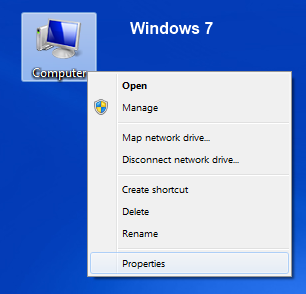 Windows 7
Computer
Open
Manage
Map network drive...
Disconnect network drive...
Create shortcut
Delete
Rename
Properties